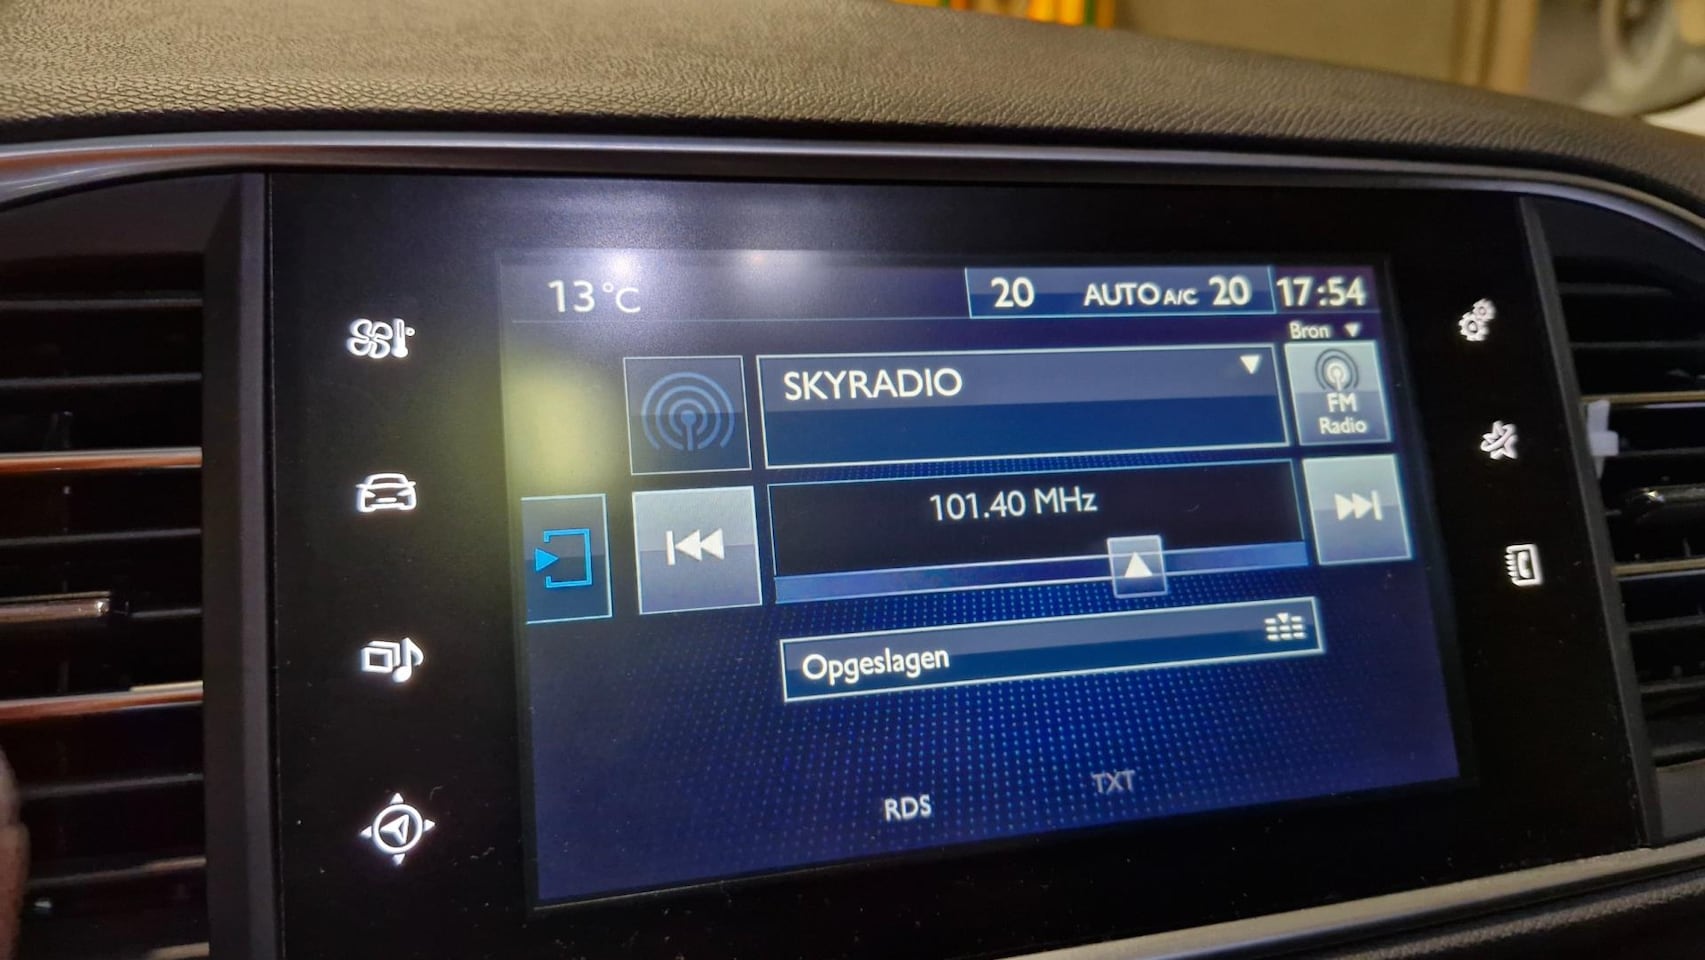 13°C
20 AUTO A/C 20
17:54
Bron
SKYRADIO
FM
Radio
101.40 MHz
Opgeslagen
RDS
TXT